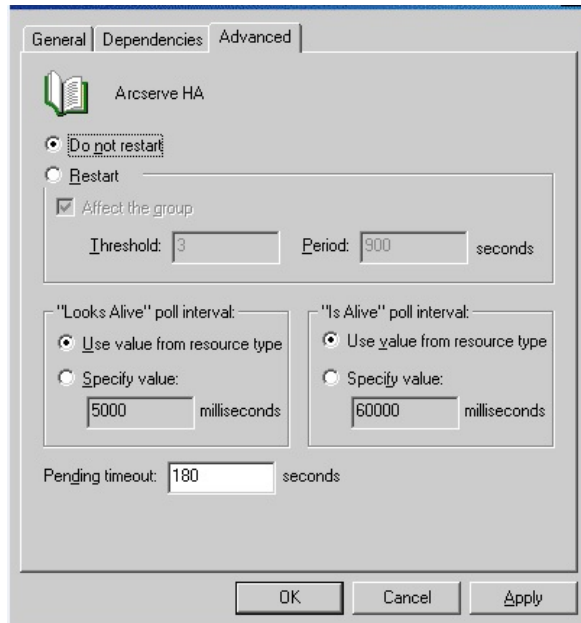 General Dependencies Advanced
Arcserve HA
Do not restart
Restart
Affect the group
Threshold: 3 Period: 900 seconds
"Looks Alive" poll interval:
Use value from resource type
Specify value:
5000 milliseconds
"Is Alive" poll interval:
Use value from resource type
Specify value:
60000 milliseconds
Pending timeout: 180 seconds
OK Cancel Apply